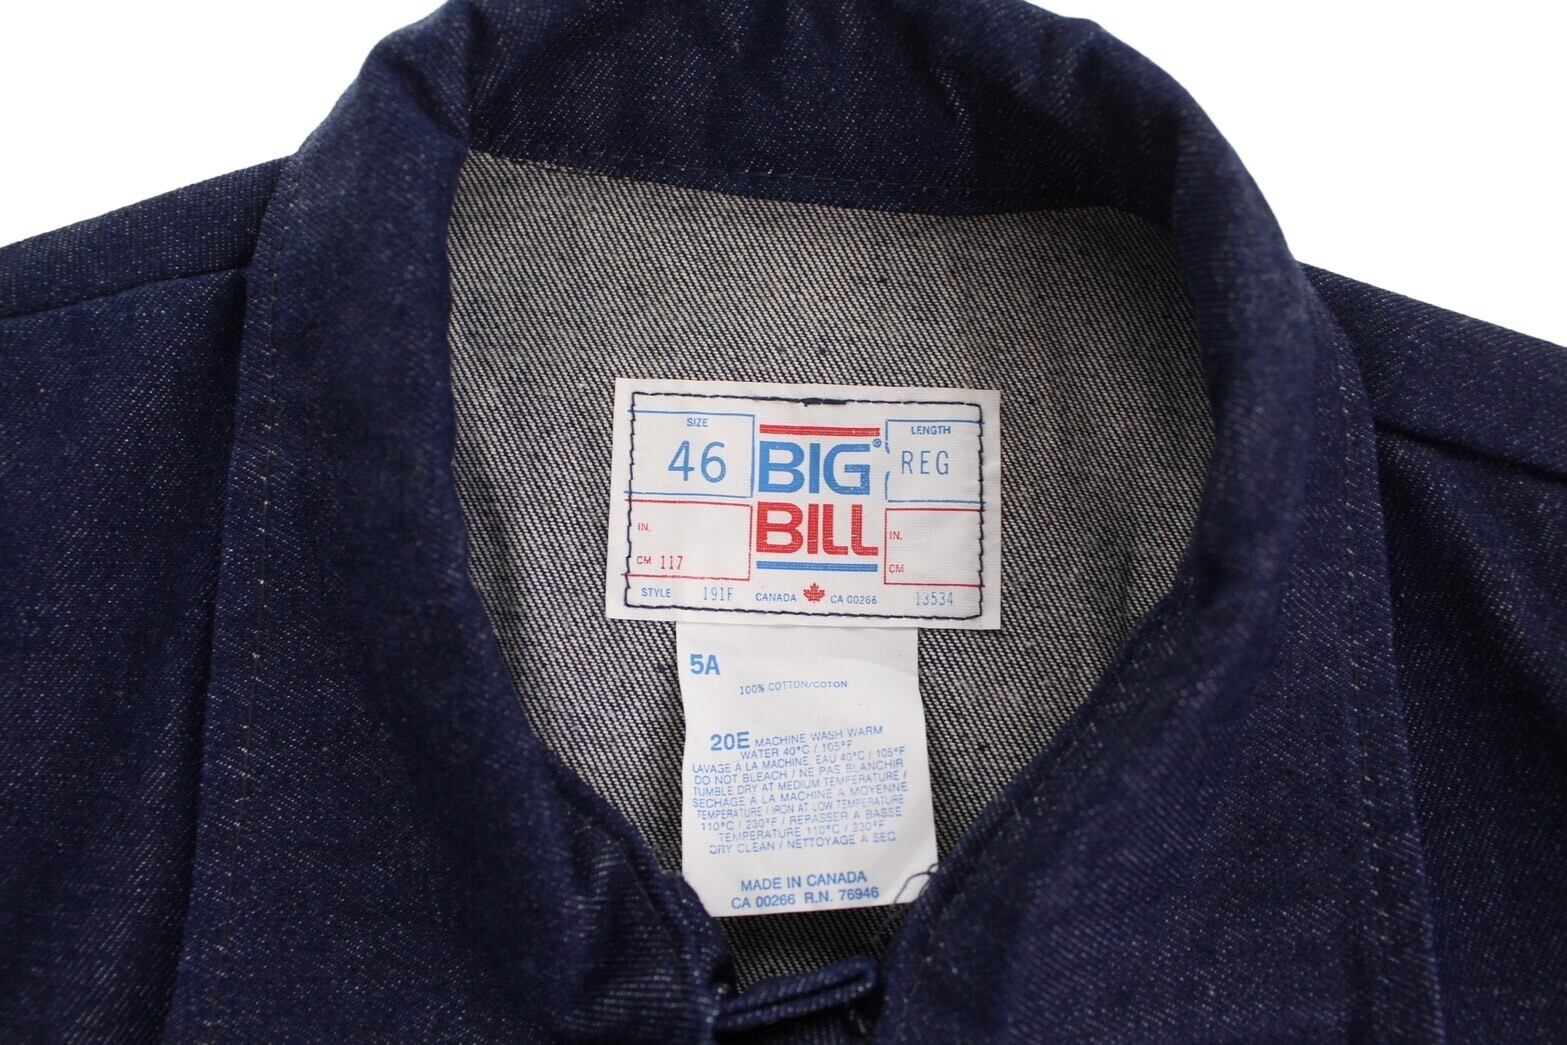 SIZE
46
BIG®
BILL
LENGTH
REG
IN.
CM 117
IN.
CM
STYLE 191F CANADA CA 00266 13534
5A
100% COTTON/COTON
20E MACHINE WASH WARM
WATER 40°C / 105°F
LAVAGE À LA MACHINE, EAU 40°C / 105°F
DO NOT BLEACH / NE PAS BLANCHIR
TUMBLE DRY AT MEDIUM TEMPERATURE /
SECHAGE A LA MACHINE A MOYENNE
TEMPERATURE / IRON AT LOW TEMPERATURE
110°C / 230°F / REPASSER A BASSE
TEMPERATURE 110°C / 230°F
DRY CLEAN / NETTOYAGE A SEC
MADE IN CANADA
CA 00266 R.N. 76946